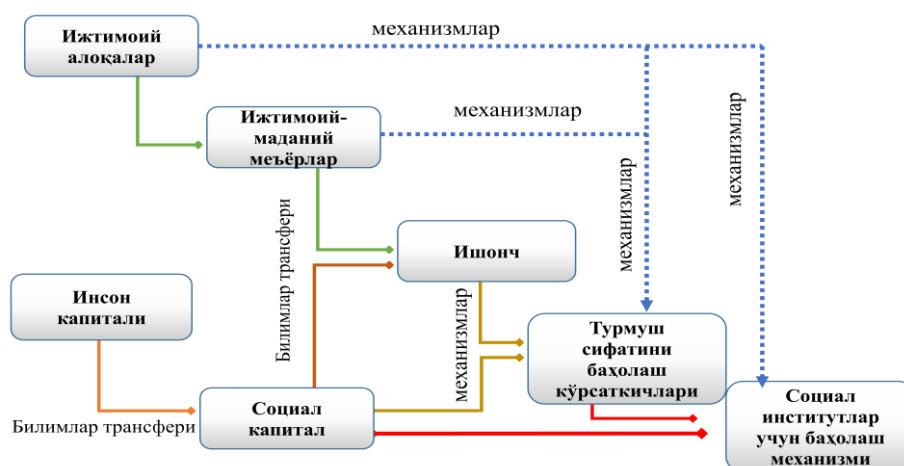 механизмлар
Ижтимоий
алоқалар
механизмлар
Ижтимоий-
маданий
меъёрлар
механизмлар
механизмлар
Билимлар трансфери
Ишонч
Инсон
капитали
механизмлар
Турмуш
сифатини
баҳолаш
кўрсаткичлари
Социал
капитал
Билимлар трансфери
Социал
институтлар
учун баҳолаш
механизми